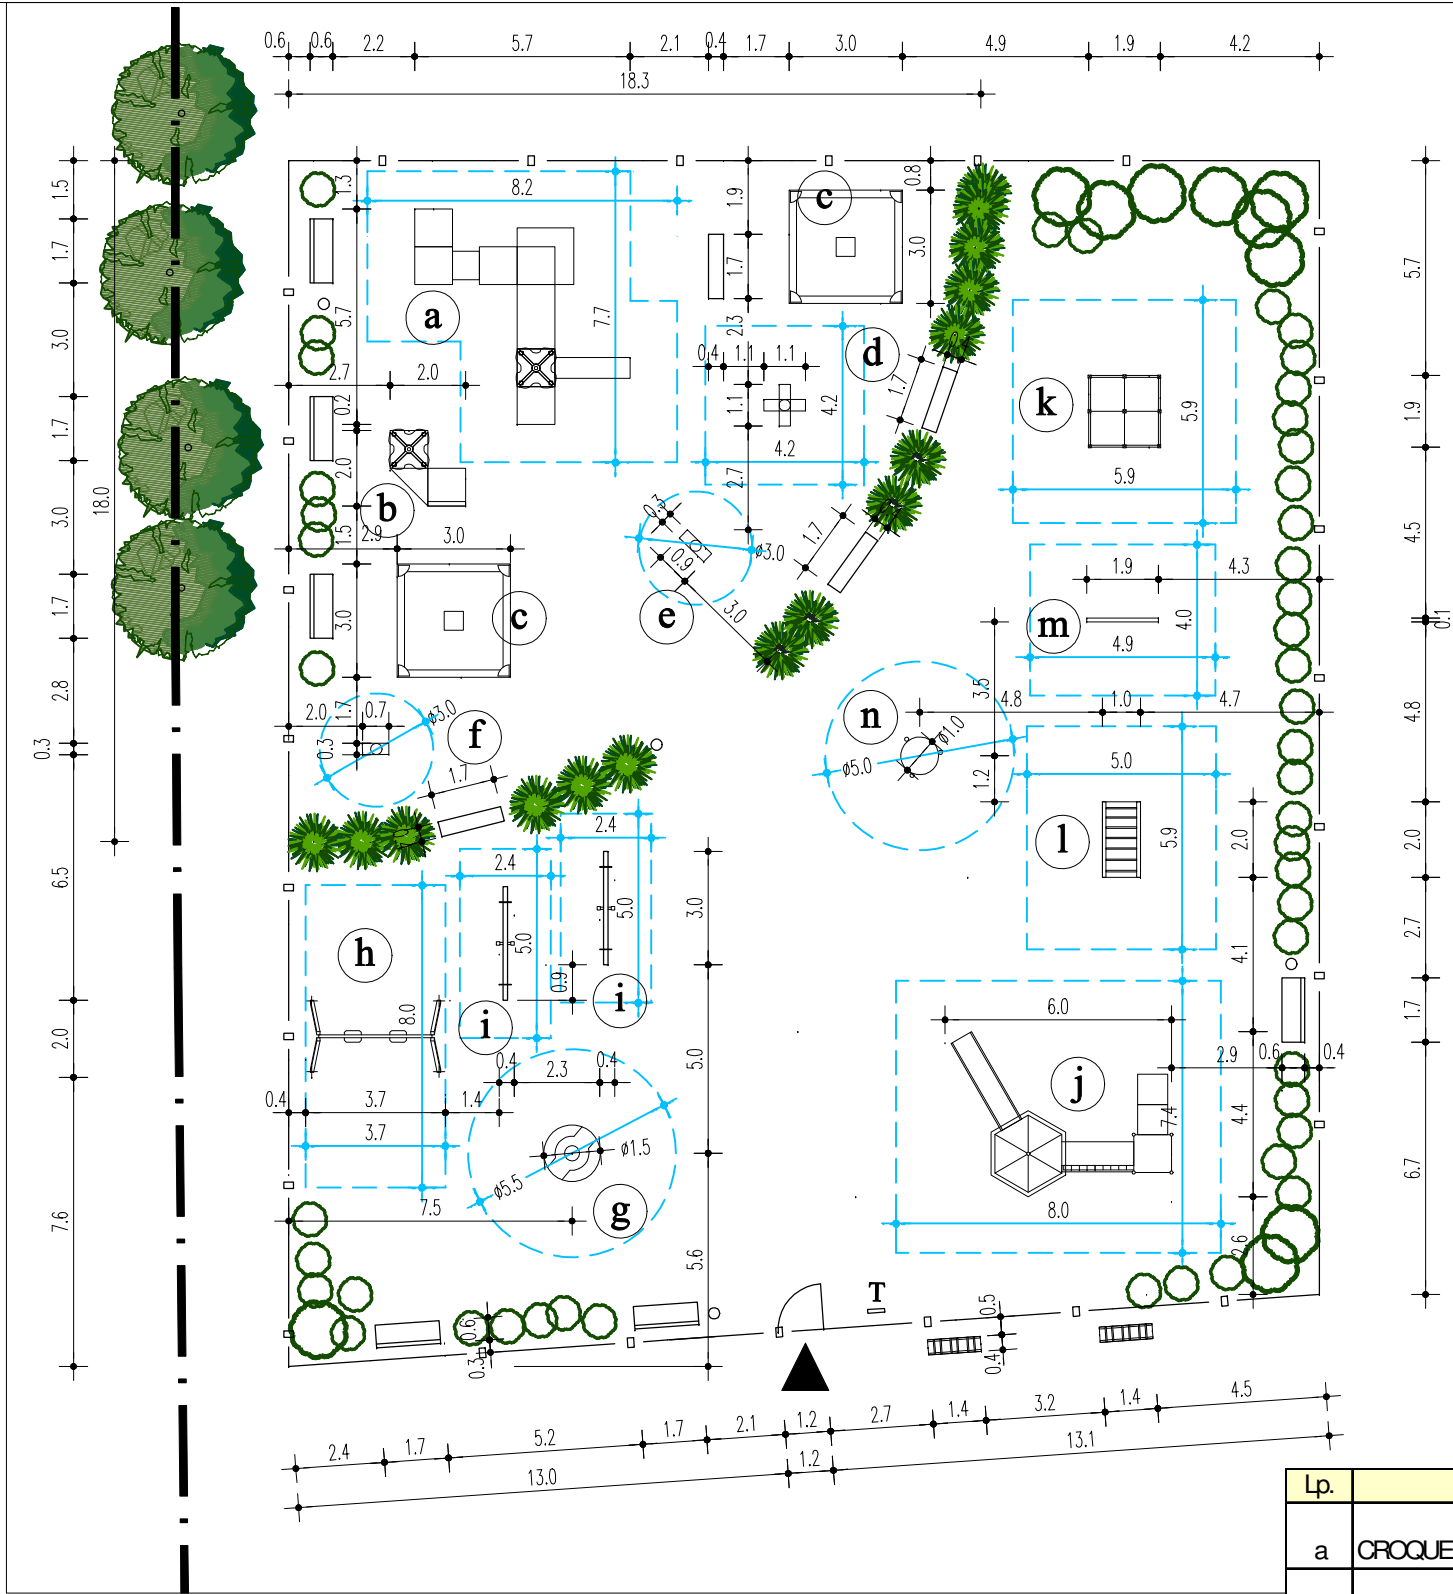 0.6 0.6 2.2 5.7 2.1 0.4 1.7 3.0 4.9 1.9 4.2
18.3
1.5
1.7
3.0
1.7
3.0
1.7
2.8
0.3
6.5
2.0
7.6
18.0
1.3
5.7
0.2
2.0
1.5
3.0
1.7
0.3
8.2
7.7
a
2.7 2.0
b
2.9 3.0
c
2.0 0.7
ø3.0
f
1.7
1.9
1.7
2.3
1.1
2.7
c
0.8
3.0
d
0.4 1.1 1.1
4.2
4.2
1.7
0.3
0.9
ø3.0
3.0
e
1.7
k
5.9
5.9
1.9 4.3
m
4.0
4.9
3.5
4.8 1.0 4.7
n
ø1.0
ø5.0
1.2
5.0
l
5.9
2.0
4.1
2.4
5.0
2.4
5.0
0.9
3.0
h
8.0
i
i
5.0
0.4 2.3 0.4
0.4 3.7 1.4
3.7
ø1.5
ø5.5
7.5
g
5.6
6.0
2.9 0.6 0.4
j
7.4
4.4
8.0
2.6
T
0.6
0.3
0.5
0.4
5.7
1.9
4.5
0.1
4.8
2.0
2.7
1.7
6.7
2.4 1.7 5.2 1.7 2.1 1.2 2.7 1.4 3.2 1.4 4.5
13.0 1.2 13.1
Lp.
a CROQUE